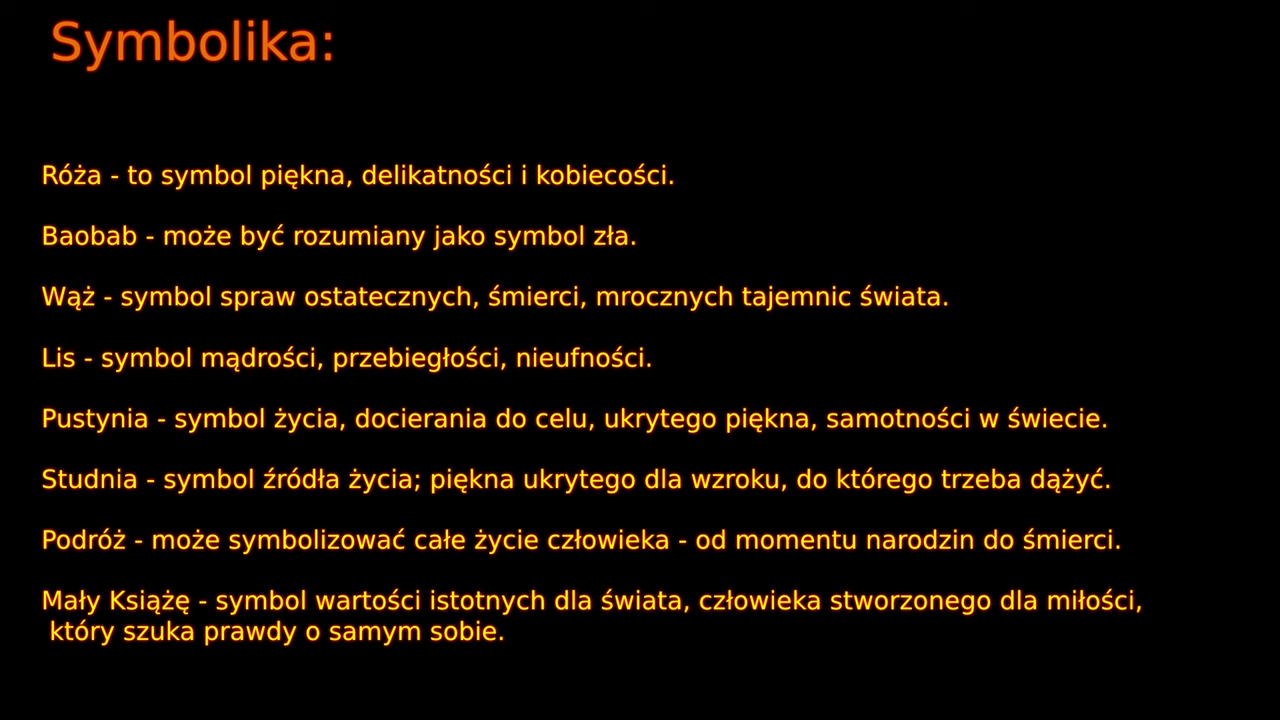 Symbolika:
Róża - to symbol piękna, delikatności i kobiecości.
Baobab - może być rozumiany jako symbol zła.
Wąż - symbol spraw ostatecznych, śmierci, mrocznych tajemnic świata.
Lis - symbol mądrości, przebiegłości, nieufności.
Pustynia - symbol życia, docierania do celu, ukrytego piękna, samotności w świecie.
Studnia - symbol źródła życia; piękna ukrytego dla wzroku, do którego trzeba dążyć.
Podróż - może symbolizować całe życie człowieka - od momentu narodzin do śmierci.
Mały Książę - symbol wartości istotnych dla świata, człowieka stworzonego dla miłości,
który szuka prawdy o samym sobie.